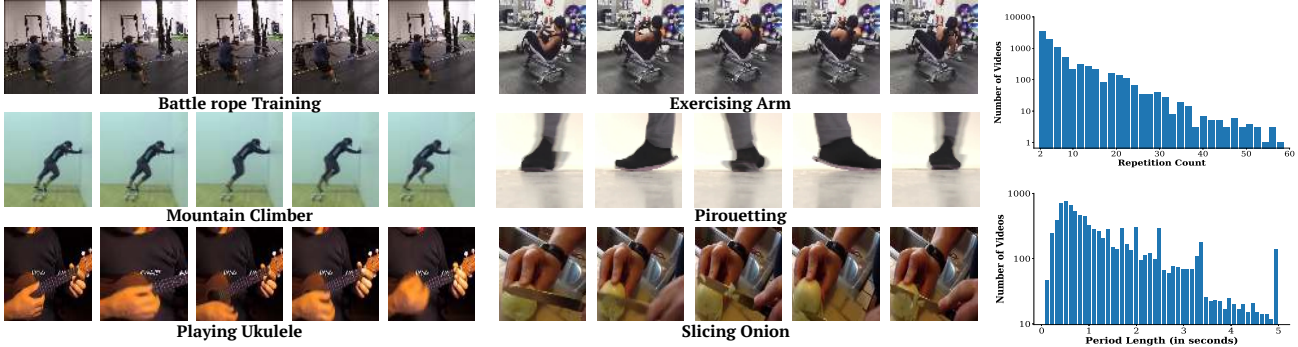 Battle rope Training
Exercising Arm
Mountain Climber
Pirouetting
Playing Ukulele
Slicing Onion
10000
1000
100
10
1
Number of Videos
2 10 20 30 40 50 60
Repetition Count
1000
100
10
Number of Videos
0 1 2 3 4 5
Period Length (in seconds)